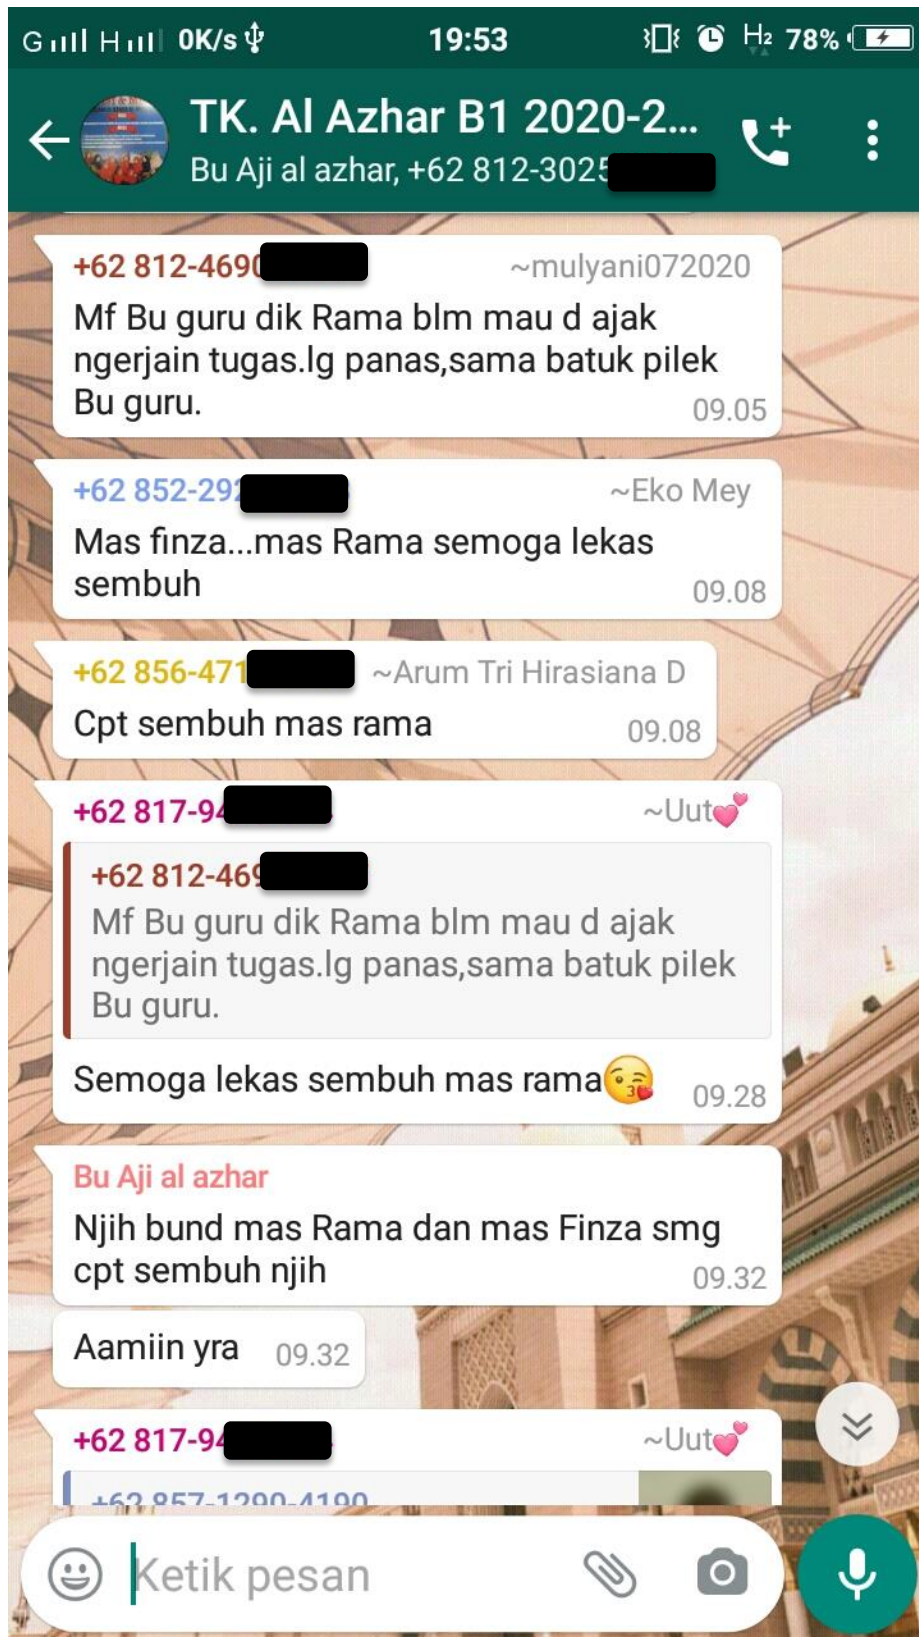 G H 0K/s 19:53 H2 78%
TK. Al Azhar B1 2020-2...
Bu Aji al azhar, +62 812-3025
+62 812-4690 ~mulyani072020
Mf Bu guru dik Rama blm mau d ajak
ngerjain tugas.lg panas,sama batuk pilek
Bu guru. 09.05
+62 852-292 ~Eko Mey
Mas finza...mas Rama semoga lekas
sembuh 09.08
+62 856-471 ~Arum Tri Hirasiana D
Cpt sembuh mas rama 09.08
+62 817-94 ~Uut💕
+62 812-469
Mf Bu guru dik Rama blm mau d ajak
ngerjain tugas.lg panas,sama batuk pilek
Bu guru.
Semoga lekas sembuh mas rama😘 09.28
Bu Aji al azhar
Njih bund mas Rama dan mas Finza smg
cpt sembuh njih 09.32
Aamiin yra 09.32
+62 817-94 ~Uut💕
+62 857-1290-4190
Ketik pesan